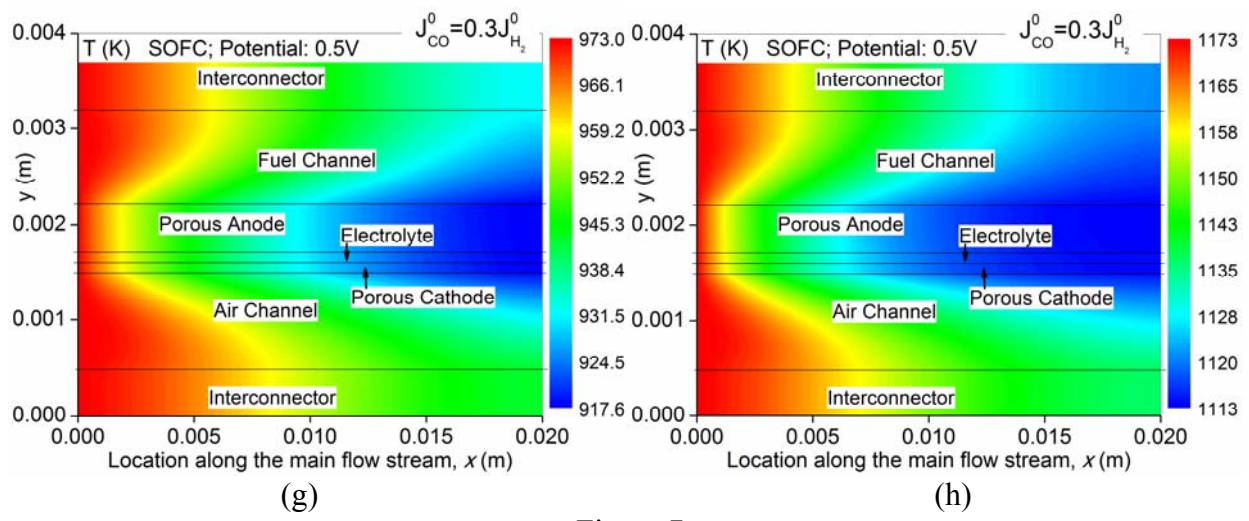 J⁰_CO=0.3J⁰_H₂
T (K) SOFC; Potential: 0.5V
Interconnector
Fuel Channel
Porous Anode
Electrolyte
Porous Cathode
Air Channel
Interconnector
0.004
0.003
0.002
0.001
0.000
y (m)
0.000 0.005 0.010 0.015 0.020
Location along the main flow stream, x (m)
973.0
966.1
959.2
952.2
945.3
938.4
931.5
924.5
917.6
(g)
J⁰_CO=0.3J⁰_H₂
T (K) SOFC; Potential: 0.5V
Interconnector
Fuel Channel
Porous Anode
Electrolyte
Porous Cathode
Air Channel
Interconnector
0.004
0.003
0.002
0.001
0.000
y (m)
0.000 0.005 0.010 0.015 0.020
Location along the main flow stream, x (m)
1173
1165
1158
1150
1143
1135
1128
1120
1113
(h)